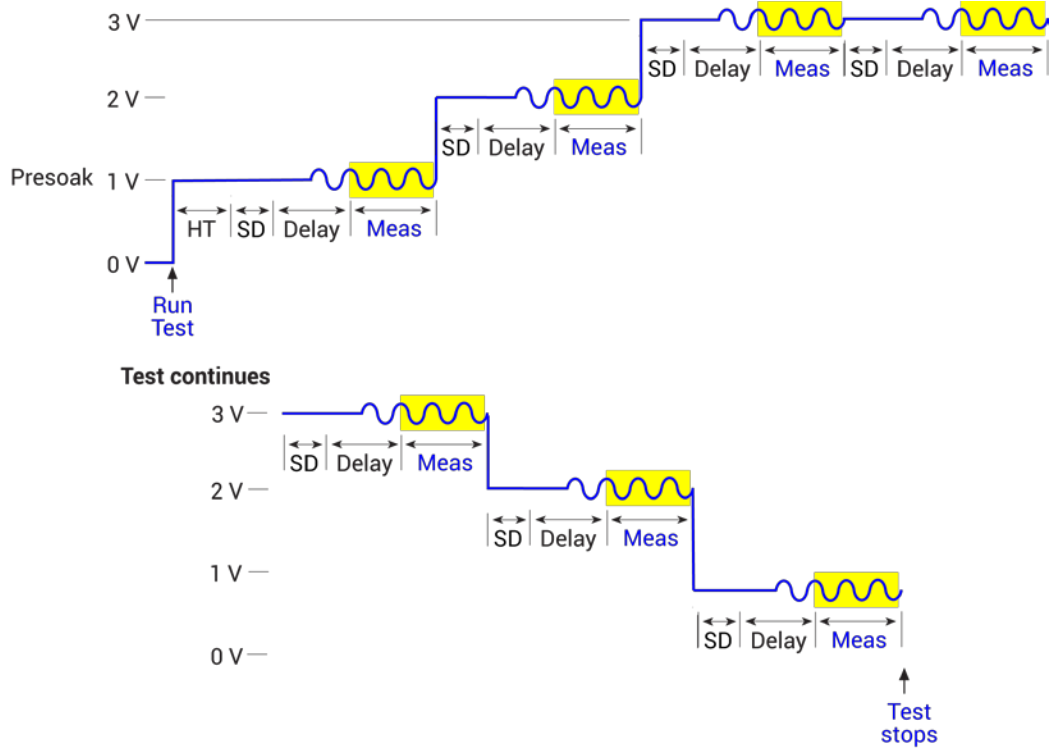 3 V
SD Delay Meas SD Delay Meas
2 V
SD Delay Meas
Presoak 1 V
HT SD Delay Meas
0 V
Run
Test
Test continues
3 V
SD Delay Meas
2 V
SD Delay Meas
1 V
SD Delay Meas
0 V
Test
stops